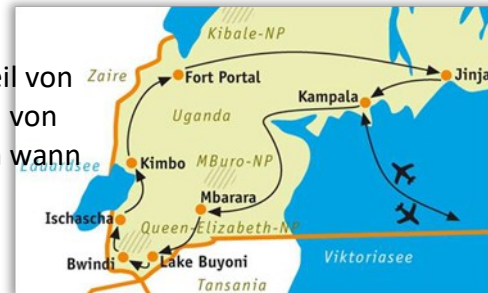 Kibale-NP
eil von
Zaire
Fort Portal
Jinja
Kampala
von
Uganda
wann
Kimbo
MBuro-NP
Mbarara
Ischascha
Queen-Elizabeth-NP
Bwindi
Lake Buyoni
Viktoriasee
Tansania